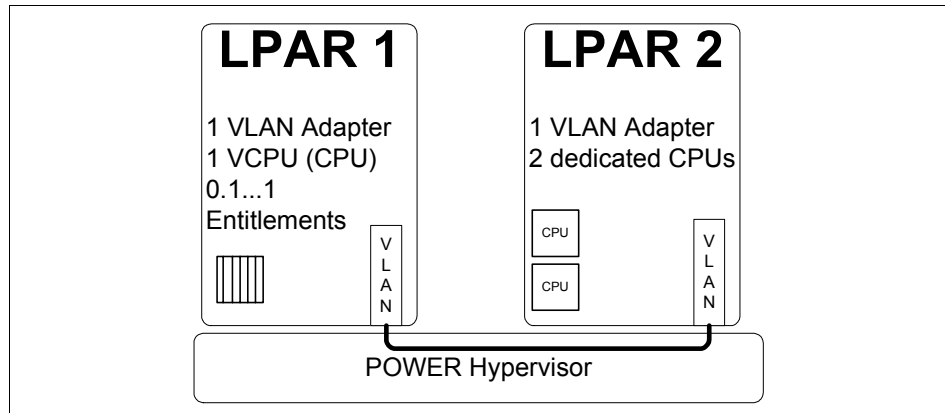 LPAR 1
1 VLAN Adapter
1 VCPU (CPU)
0.1...1
Entitlements
V
L
A
N
LPAR 2
1 VLAN Adapter
2 dedicated CPUs
CPU
CPU
V
L
A
N
POWER Hypervisor